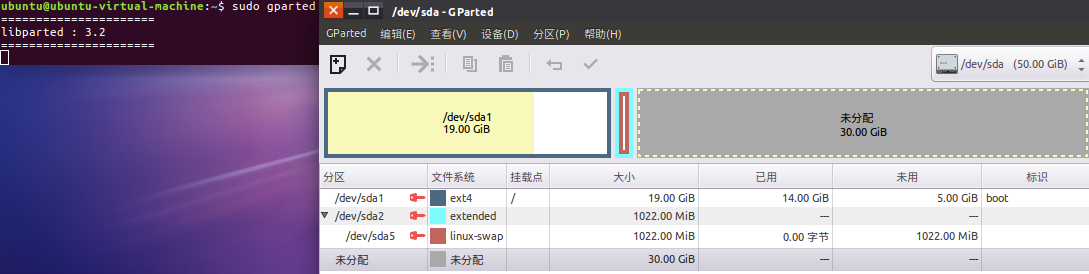 ubuntu@ubuntu-virtual-machine:~$ sudo gparted
======================
libparted : 3.2
======================
/dev/sda - GParted
GParted 编辑(E) 查看(V) 设备(D) 分区(P) 帮助(H)
/dev/sda (50.00 GiB)
/dev/sda1
19.00 GiB
未分配
30.00 GiB
分区 文件系统 挂载点 大小 已用 未用 标识
/dev/sda1 ext4 / 19.00 GiB 14.00 GiB 5.00 GiB boot
/dev/sda2 extended 1022.00 MiB --- ---
/dev/sda5 linux-swap 1022.00 MiB 0.00 字节 1022.00 MiB
未分配 未分配 30.00 GiB --- ---